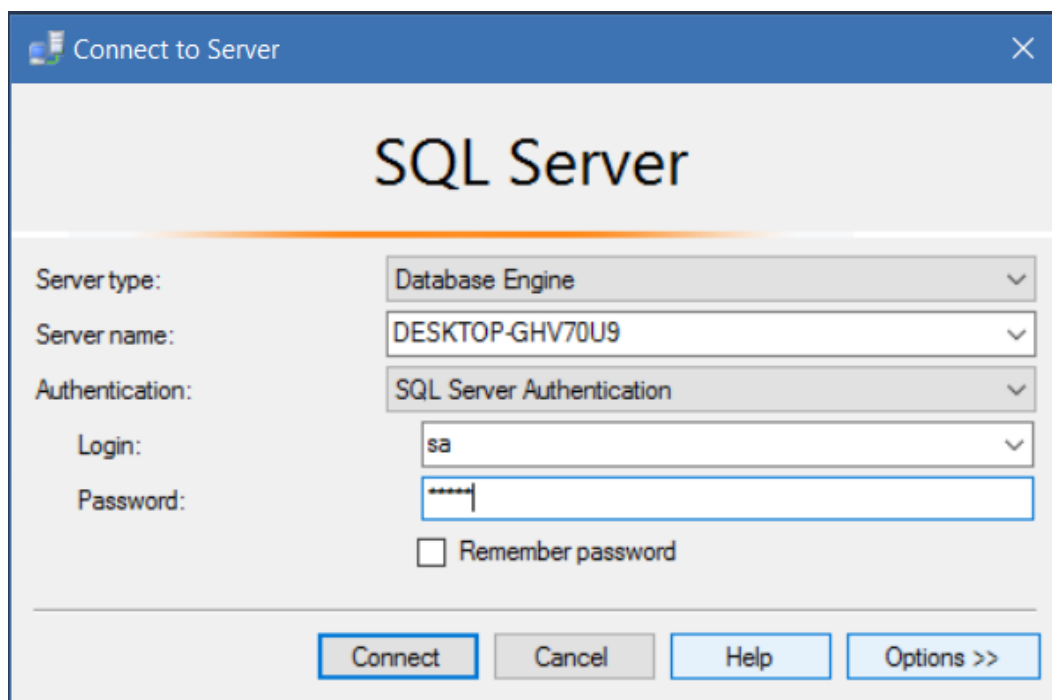 Connect to Server
SQL Server
Server type: Database Engine
Server name: DESKTOP-GHV70U9
Authentication: SQL Server Authentication
Login: sa
Password: *****
Remember password
Connect Cancel Help Options >>